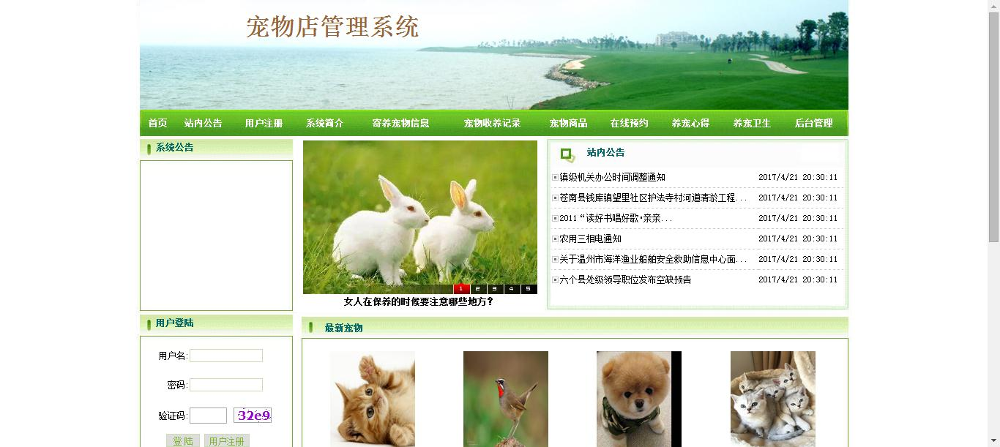 宠物店管理系统
首页 站内公告 用户注册 系统简介 寄养宠物信息 宠物收养记录 宠物商品 在线预约 养宠心得 养宠卫生 后台管理
系统公告
1 2 3 4 5
女人在保养的时候要注意哪些地方?
站内公告
镇级机关办公时间调整通知 2017/4/21 20:30:11
苍南县钱库镇望里社区护法寺村河道清淤工程... 2017/4/21 20:30:11
2011“读好书唱好歌·亲亲... 2017/4/21 20:30:11
农用三相电通知 2017/4/21 20:30:11
关于温州市海洋渔业船舶安全救助信息中心面... 2017/4/21 20:30:11
六个县处级领导职位发布空缺预告 2017/4/21 20:30:11
用户登陆
用户名:
密码:
验证码: 32e9
登陆 用户注册
最新宠物